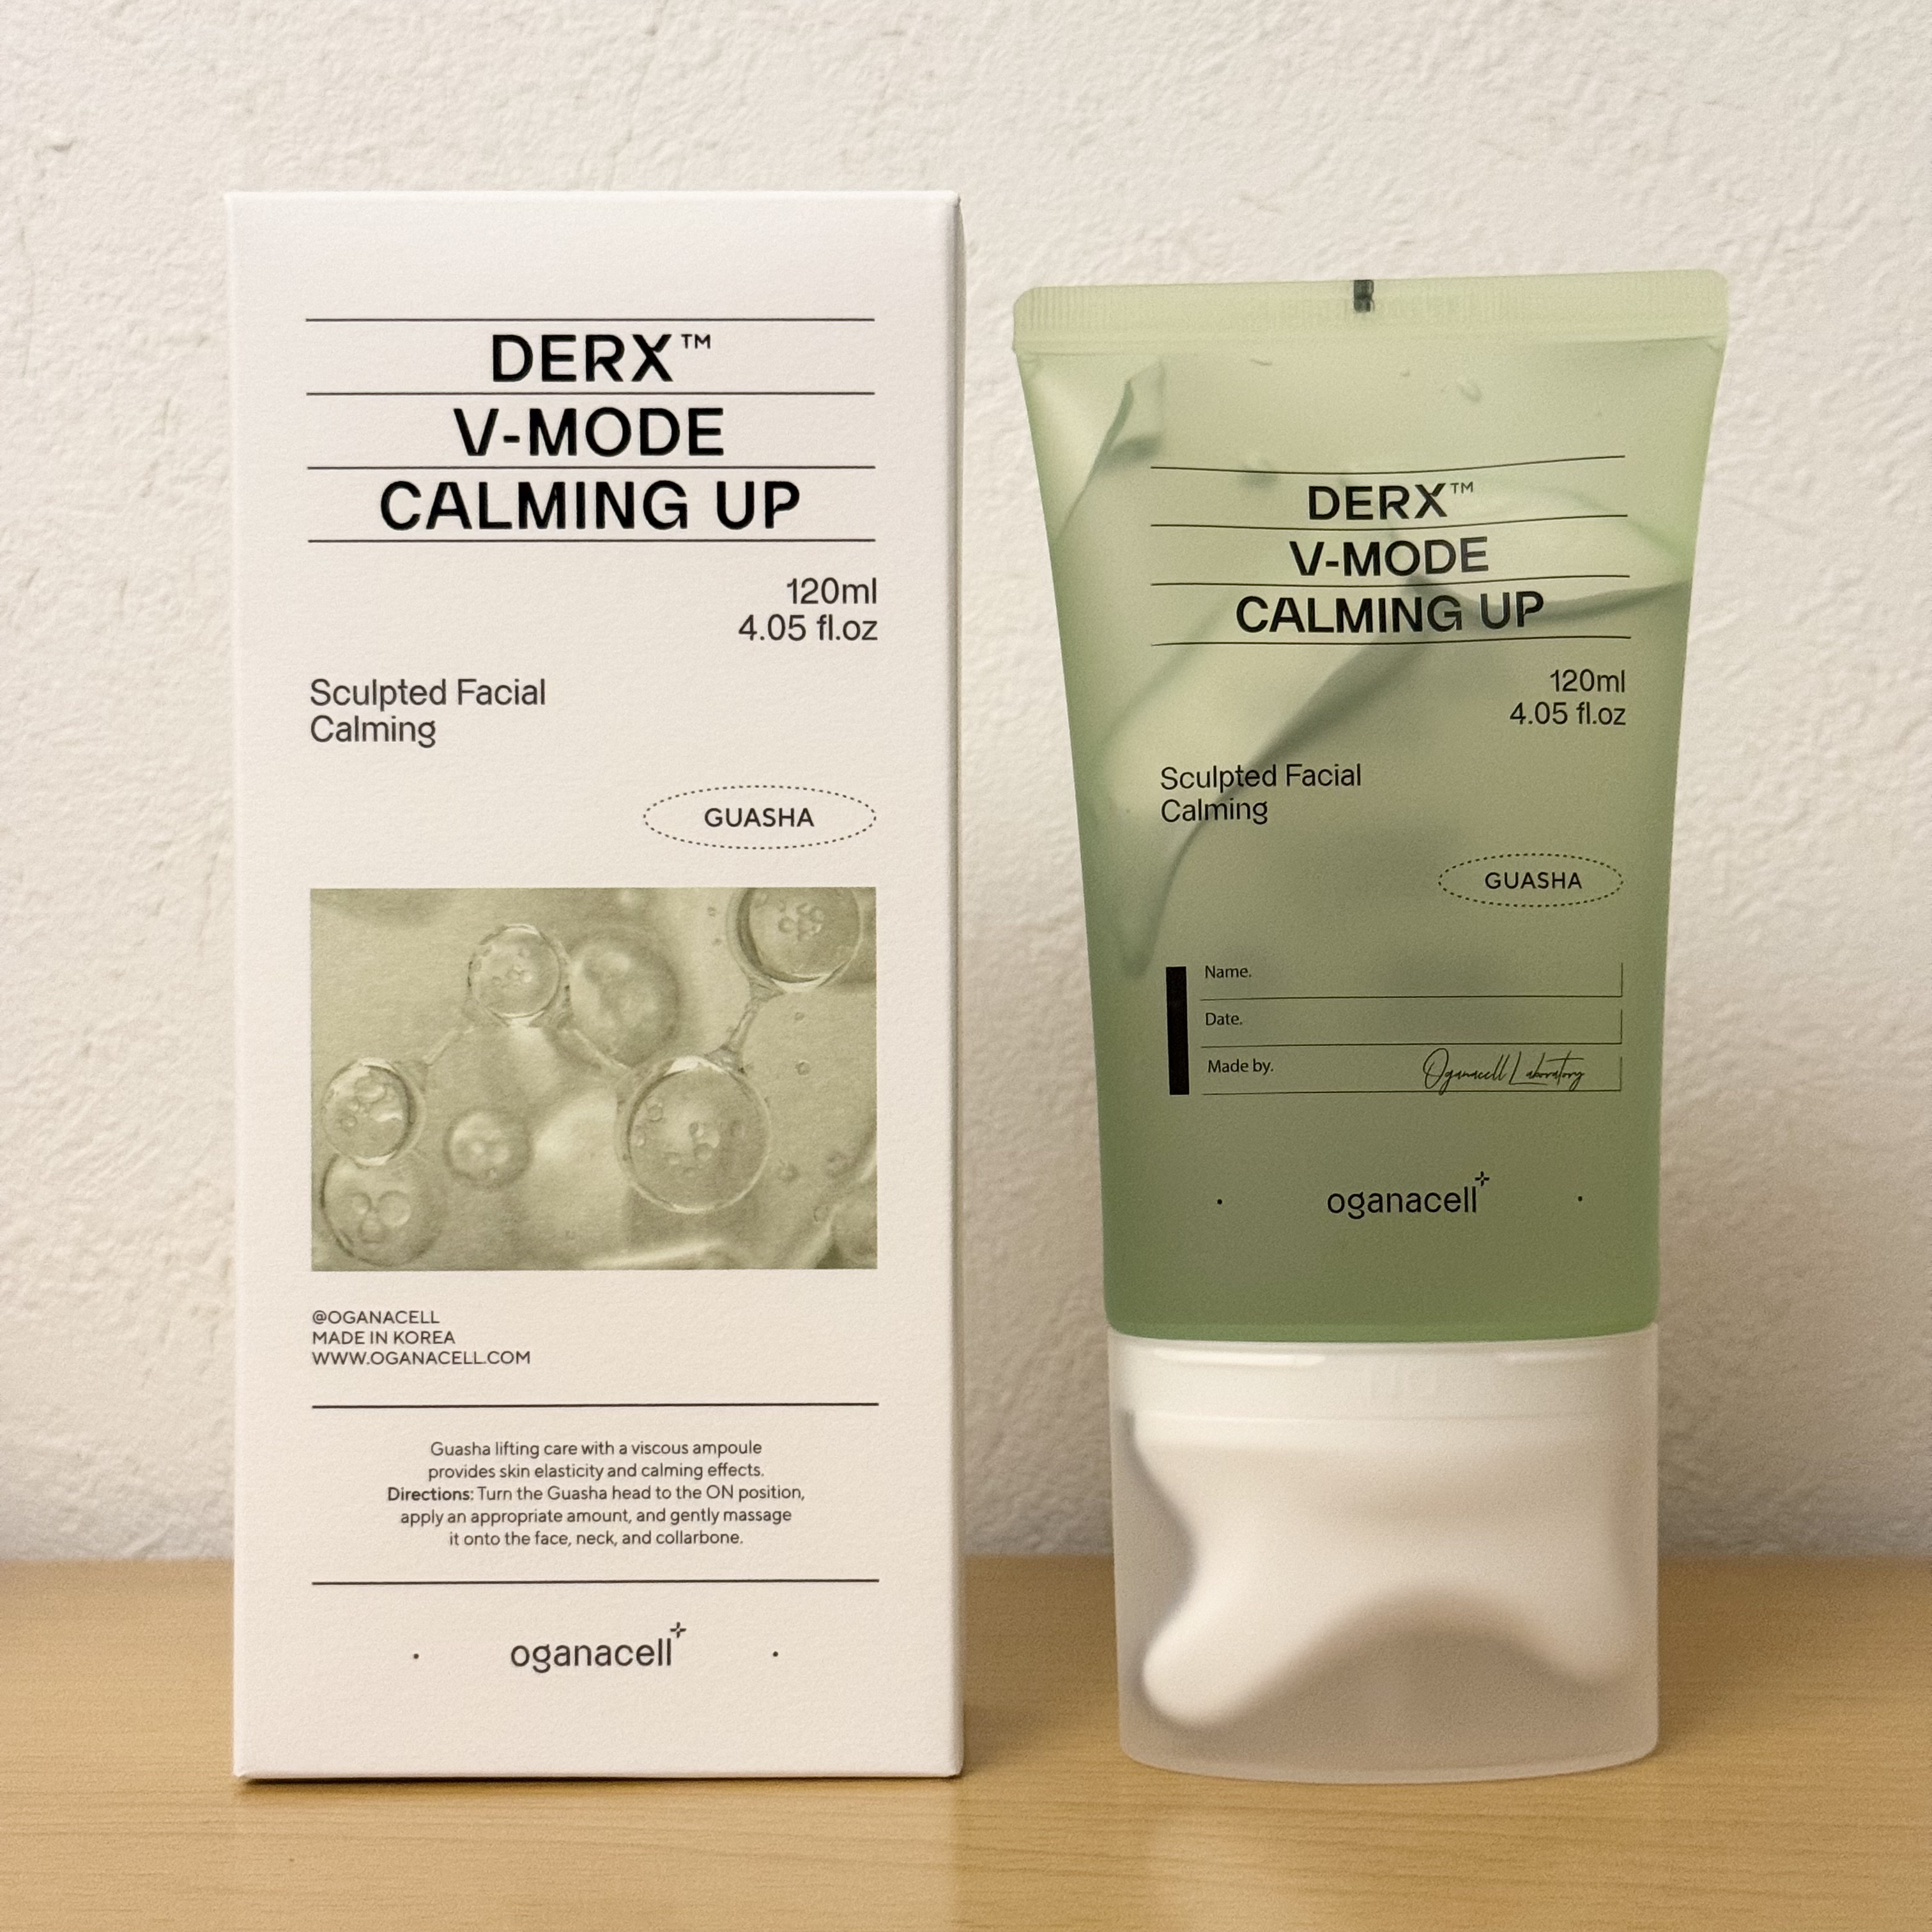 DERX™
V-MODE
CALMING UP
120ml
4.05 fl.oz
Sculpted Facial
Calming
GUASHA
@OGANACELL
MADE IN KOREA
WWW.OGANACELL.COM
Guasha lifting care with a viscous ampoule
provides skin elasticity and calming effects.
Directions: Turn the Guasha head to the ON position,
apply an appropriate amount, and gently massage
it onto the face, neck, and collarbone.
oganacell
DERX™
V-MODE
CALMING UP
120ml
4.05 fl.oz
Sculpted Facial
Calming
GUASHA
Name.
Date.
Made by. Oganacell Laboratory
oganacell